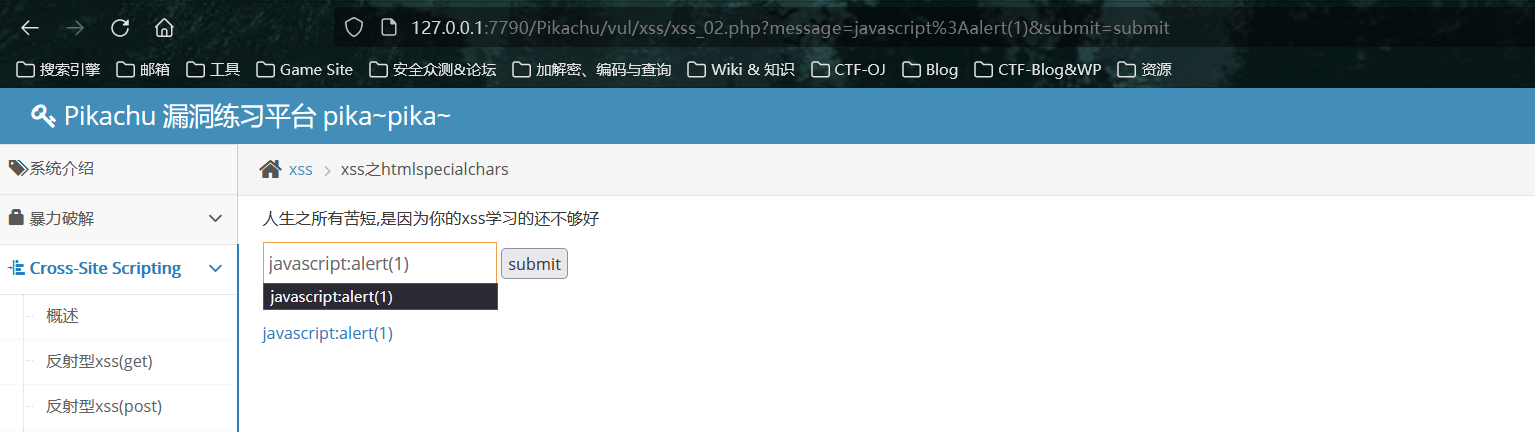 127.0.0.1:7790/Pikachu/vul/xss/xss_02.php?message=javascript%3Aalert(1)&submit=submit
搜索引擎 邮箱 工具 Game Site 安全众测&论坛 加解密、编码与查询 Wiki & 知识 CTF-OJ Blog CTF-Blog&WP 资源
Pikachu 漏洞练习平台 pika~pika~
系统介绍
暴力破解
Cross-Site Scripting
概述
反射型xss(get)
反射型xss(post)
xss > xss之htmlspecialchars
人生之所有苦短,是因为你的xss学习的还不够好
javascript:alert(1) submit
javascript:alert(1)
javascript:alert(1)